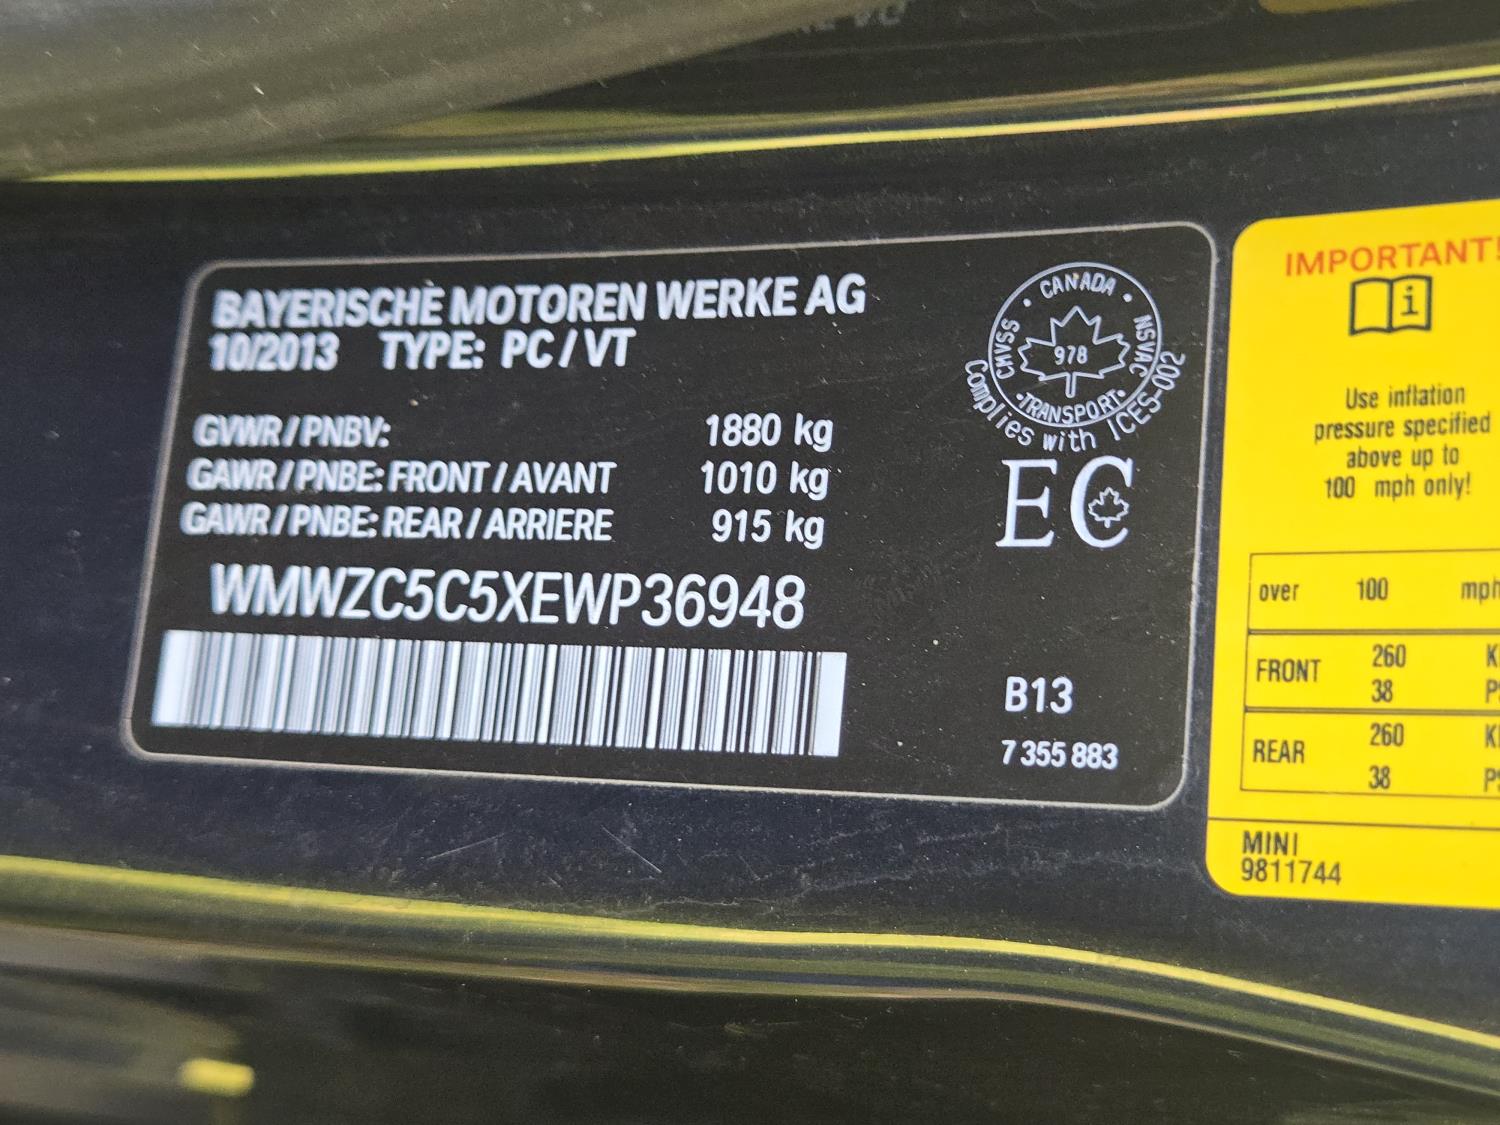 BAYERISCHE MOTOREN WERKE AG
10/2013 TYPE: PC / VT
GVWR / PNBV: 1880 kg
GAWR / PNBE: FRONT / AVANT 1010 kg
GAWR / PNBE: REAR / ARRIERE 915 kg
WMWZC5C5XEWP36948
• CANADA •
CMVSS
NSVAC
978
•TRANSPORT•
Complies with ICES-002
EC
B13
7 355 883
IMPORTANT!
i
Use inflation
pressure specified
above up to
100 mph only!
over 100 mph
FRONT 260
38
REAR 260
38
MINI
9811744